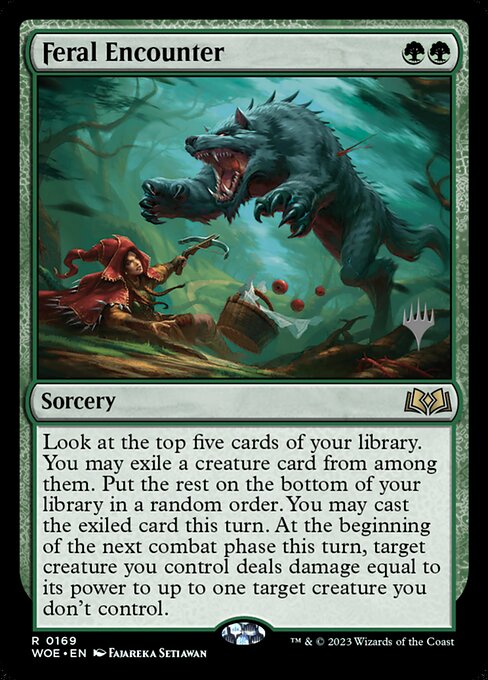 Feral Encounter
Sorcery
Look at the top five cards of your library.
You may exile a creature card from among
them. Put the rest on the bottom of your
library in a random order. You may cast
the exiled card this turn. At the beginning
of the next combat phase this turn, target
creature you control deals damage equal to
its power to up to one target creature you
don't control.
R 0169
WOE • EN Fajareka Setiawan
™ & © 2023 Wizards of the Coast